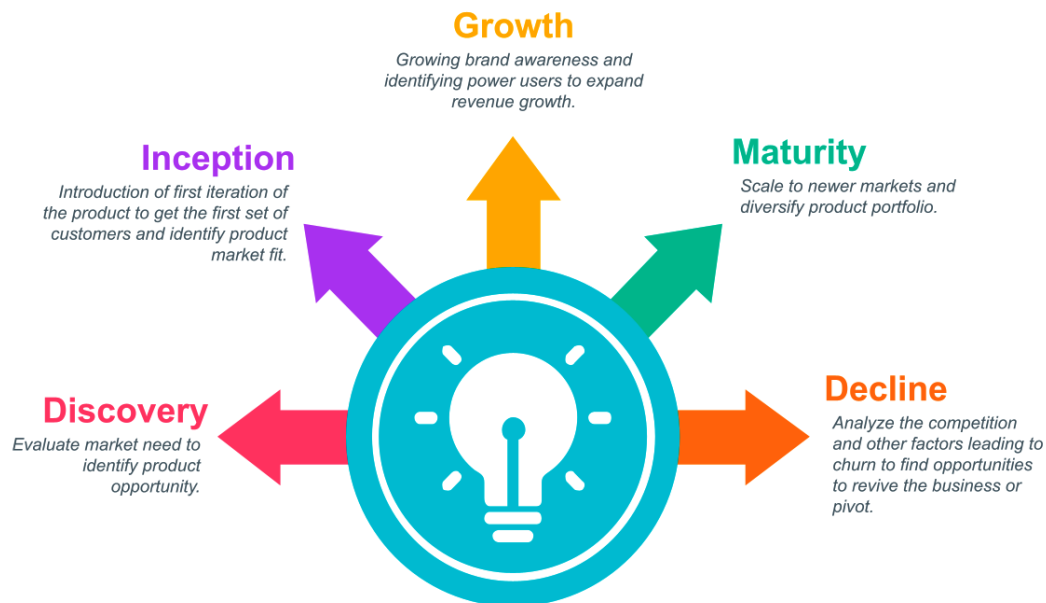 Growth
Growing brand awareness and
identifying power users to expand
revenue growth.
Inception
Introduction of first iteration of
the product to get the first set of
customers and identify product
market fit.
Maturity
Scale to newer markets and
diversify product portfolio.
Discovery
Evaluate market need to
identify product
opportunity.
Decline
Analyze the competition
and other factors leading to
churn to find opportunities
to revive the business or
pivot.